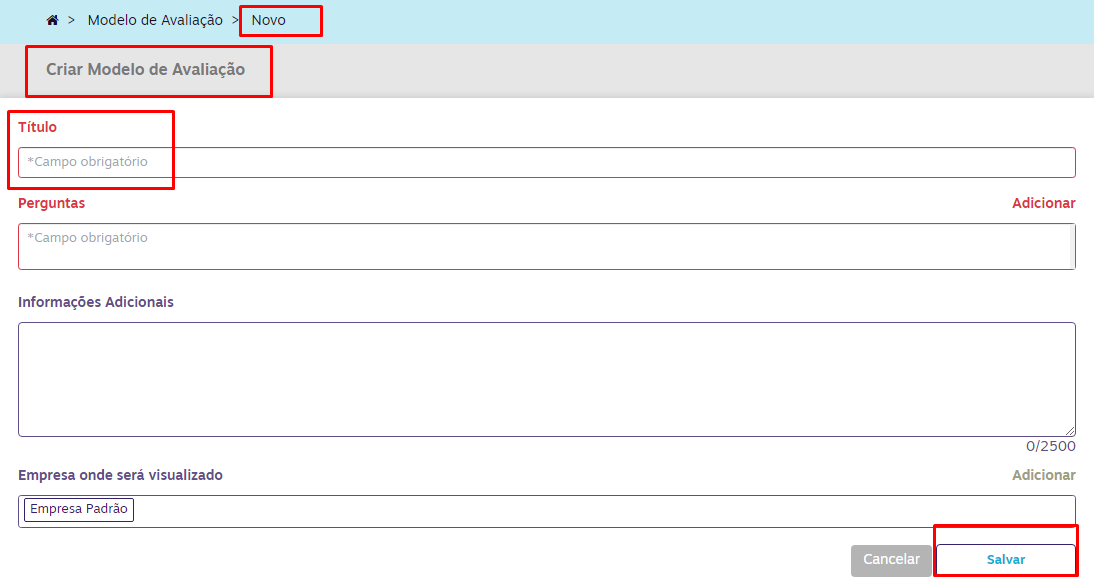 > Modelo de Avaliação > Novo
Criar Modelo de Avaliação
Título
*Campo obrigatório
Perguntas Adicionar
*Campo obrigatório
Informações Adicionais
0/2500
Empresa onde será visualizado Adicionar
Empresa Padrão
Cancelar Salvar